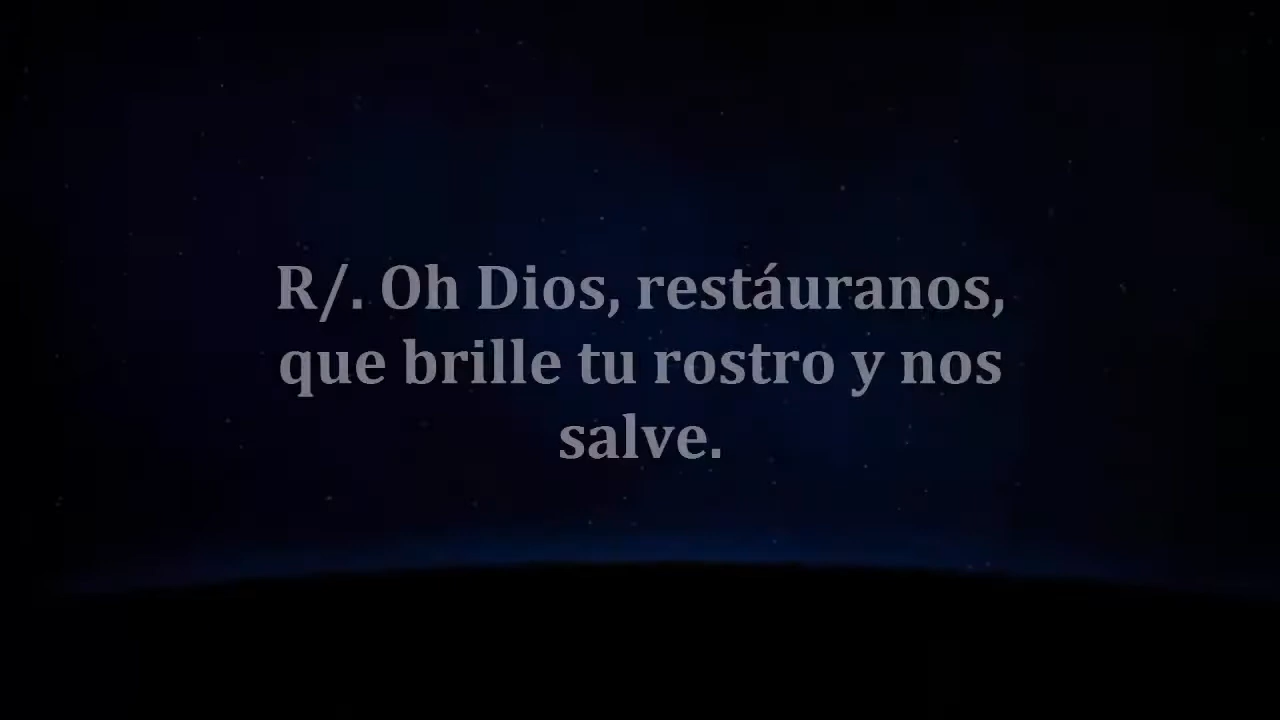 R/. Oh Dios, restáuranos,
que brille tu rostro y nos
salve.